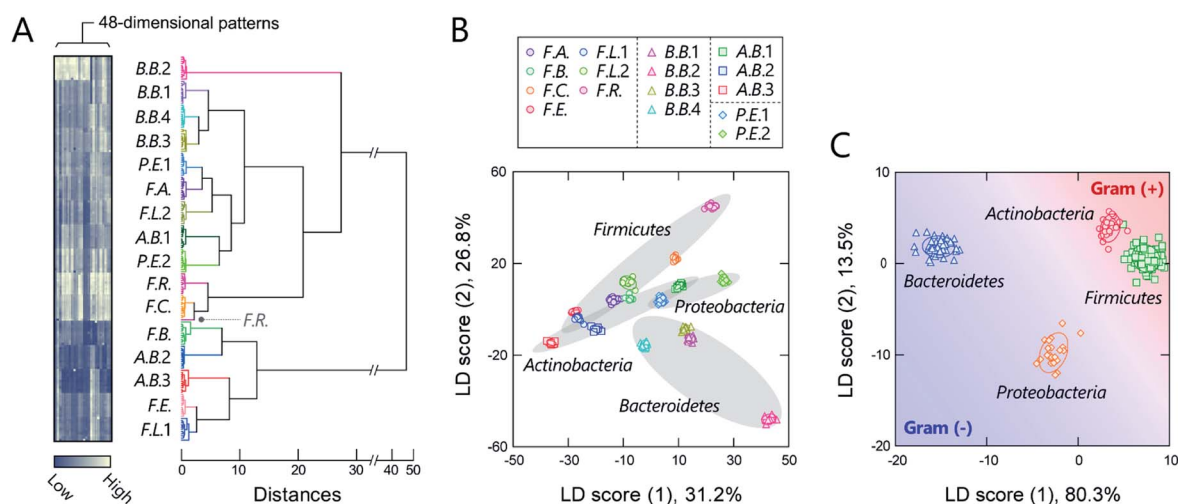 A
48-dimensional patterns
B.B.2
B.B.1
B.B.4
B.B.3
P.E.1
F.A.
F.L.2
A.B.1
P.E.2
F.R.
F.C.
F.R.
F.B.
A.B.2
A.B.3
F.E.
F.L.1
Low High
0 10 20 30 40 50
Distances
B
F.A. F.L.1 B.B.1 A.B.1
F.B. F.L.2 B.B.2 A.B.2
F.C. F.R. B.B.3 A.B.3
F.E. B.B.4 P.E.1
P.E.2
LD score (2), 26.8%
60
20
-20
-60
Firmicutes
Proteobacteria
Actinobacteria
Bacteroidetes
-50 -30 -10 10 30 50
LD score (1), 31.2%
C
LD score (2), 13.5%
10
0
-10
-20
Gram (+)
Actinobacteria
Bacteroidetes
Firmicutes
Proteobacteria
Gram (-)
-20 -10 0 10
LD score (1), 80.3%